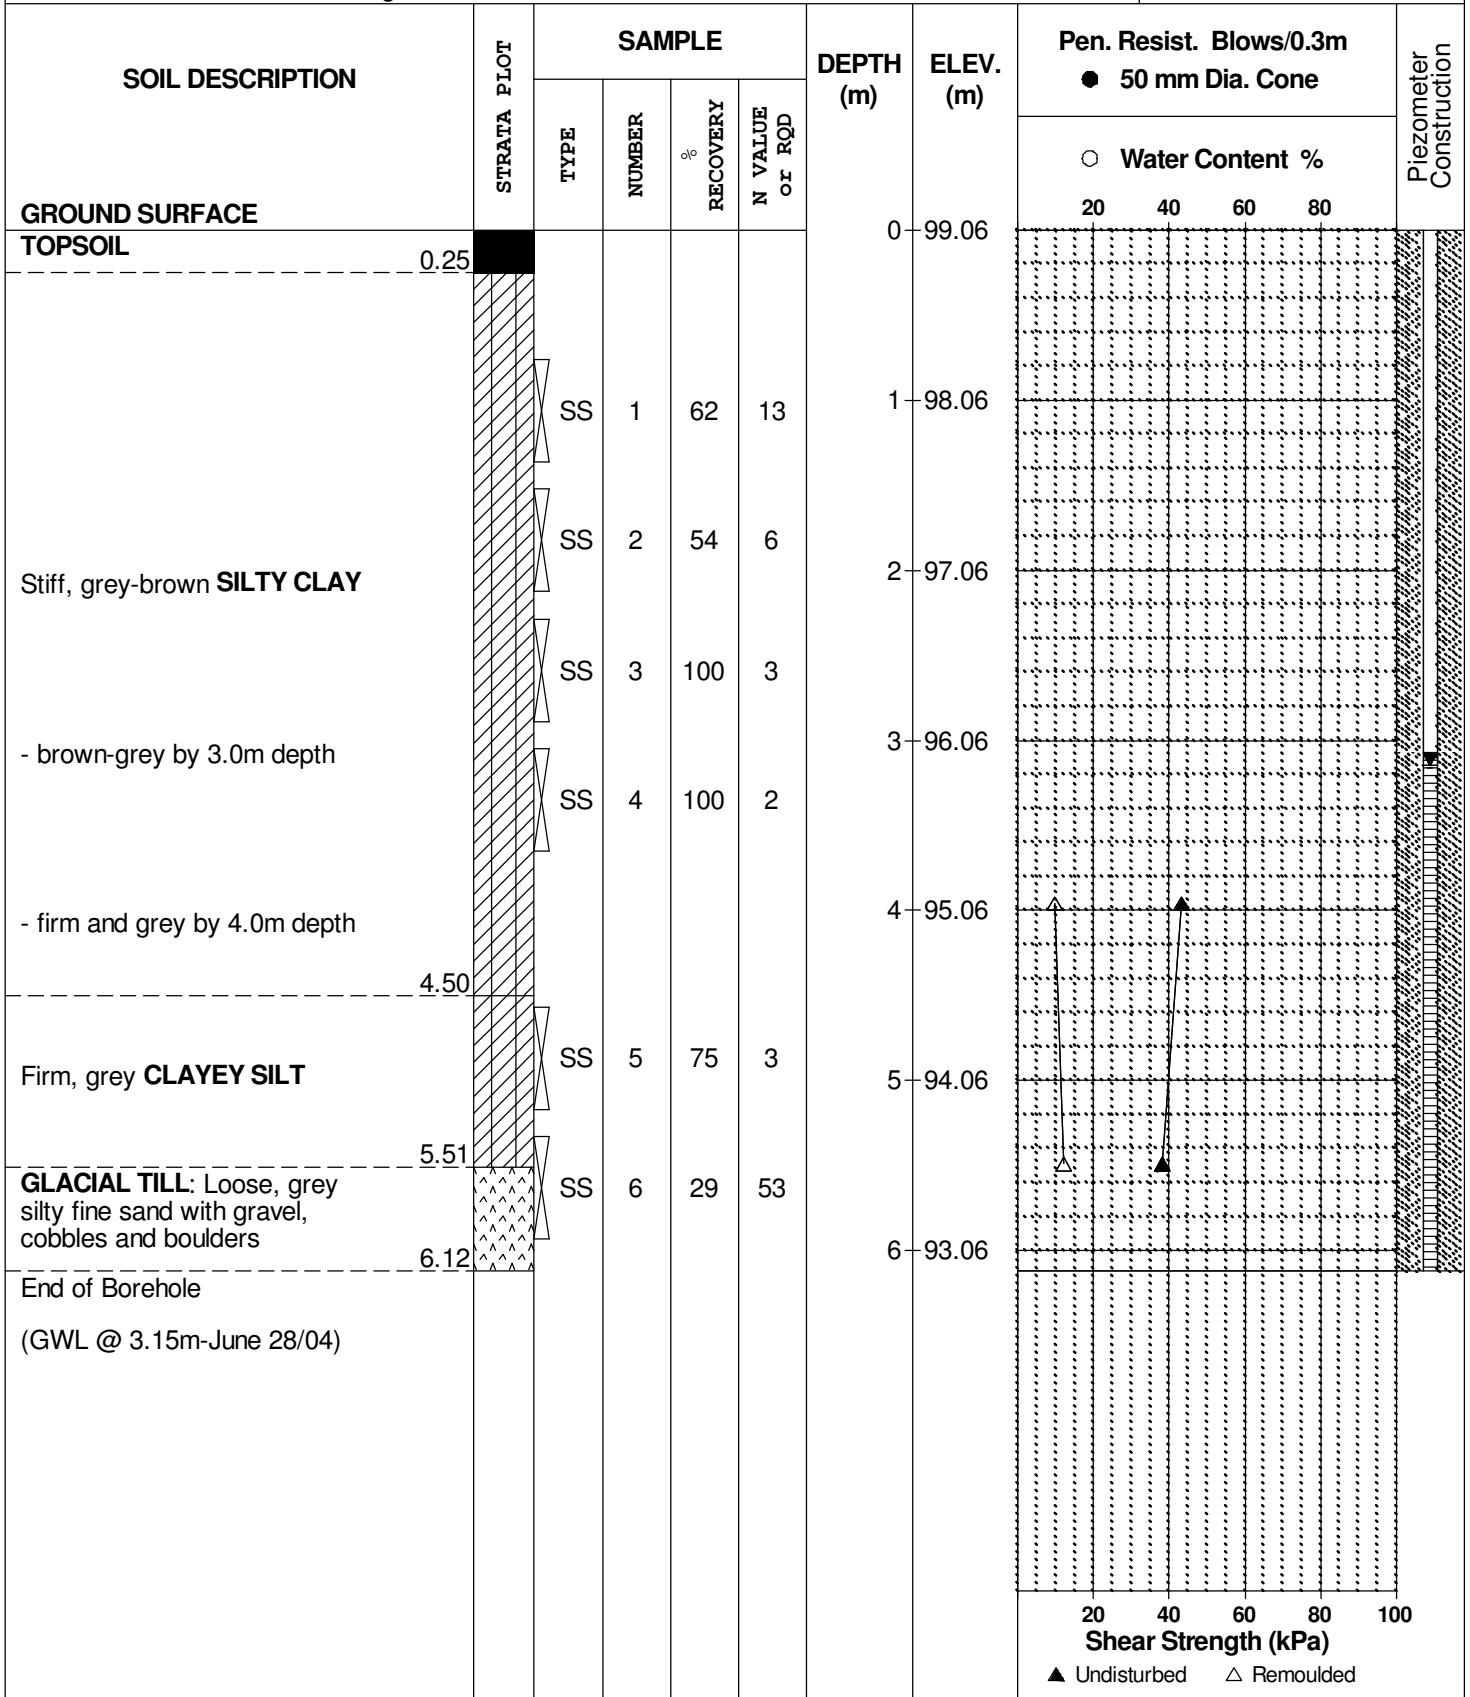 SOIL DESCRIPTION
GROUND SURFACE
STRATA PLOT
SAMPLE
TYPE
NUMBER
% RECOVERY
N VALUE or RQD
DEPTH (m)
ELEV. (m)
Pen. Resist. Blows/0.3m
● 50 mm Dia. Cone
○ Water Content %
20 40 60 80
Piezometer Construction
TOPSOIL
0.25
0 99.06
SS 1 62 13
1 98.06
SS 2 54 6
Stiff, grey-brown SILTY CLAY
2 97.06
SS 3 100 3
- brown-grey by 3.0m depth
3 96.06
SS 4 100 2
- firm and grey by 4.0m depth
4 95.06
4.50
SS 5 75 3
Firm, grey CLAYEY SILT
5 94.06
5.51
GLACIAL TILL: Loose, grey
silty fine sand with gravel,
cobbles and boulders
SS 6 29 53
6.12
6 93.06
End of Borehole
(GWL @ 3.15m-June 28/04)
20 40 60 80 100
Shear Strength (kPa)
▲ Undisturbed △ Remoulded